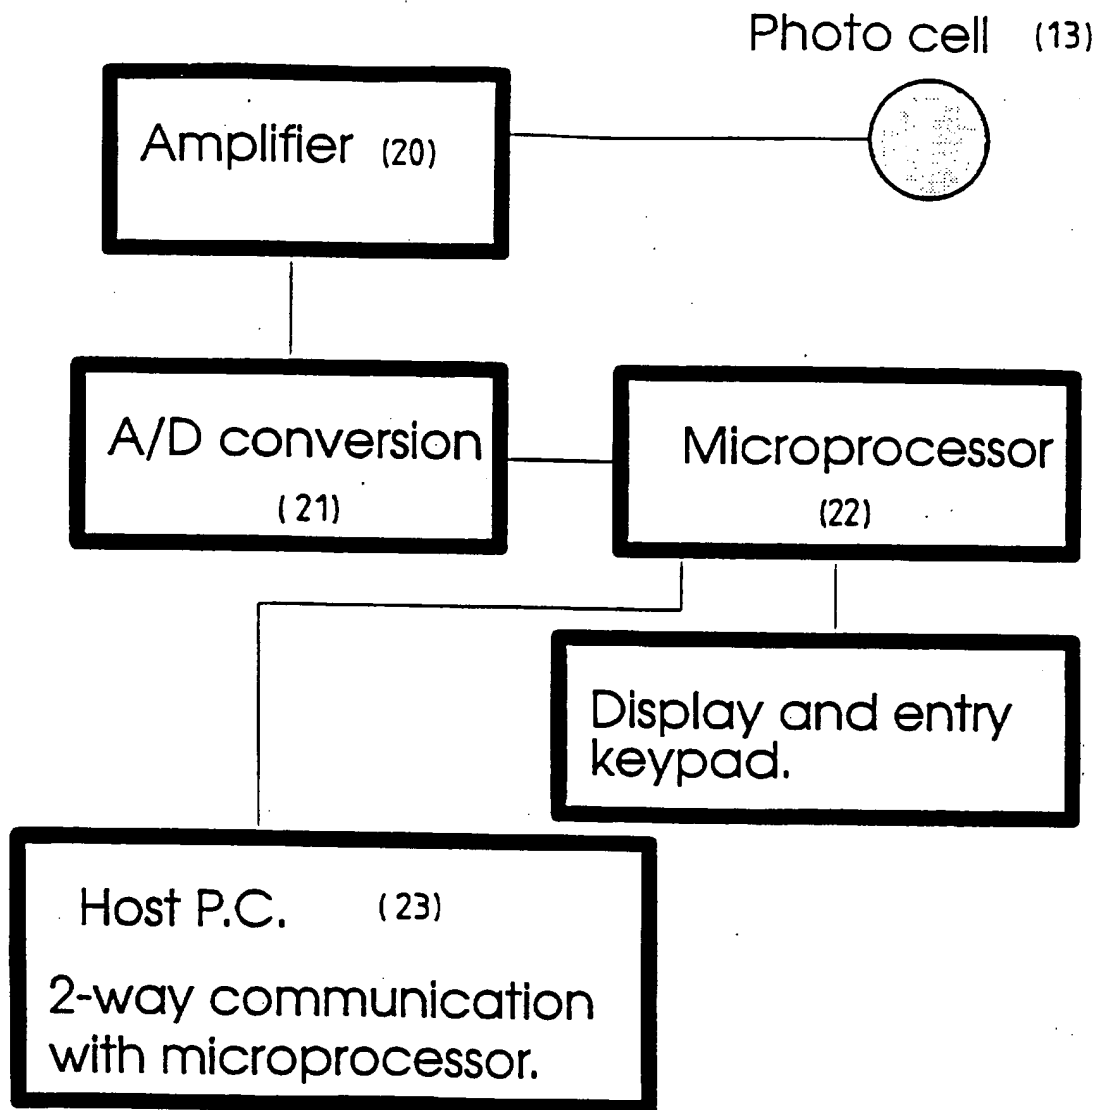 Photo cell (13)
Amplifier (20)
A/D conversion
(21)
Microprocessor
(22)
Display and entry
keypad.
Host P.C. (23)
2-way communication
with microprocessor.